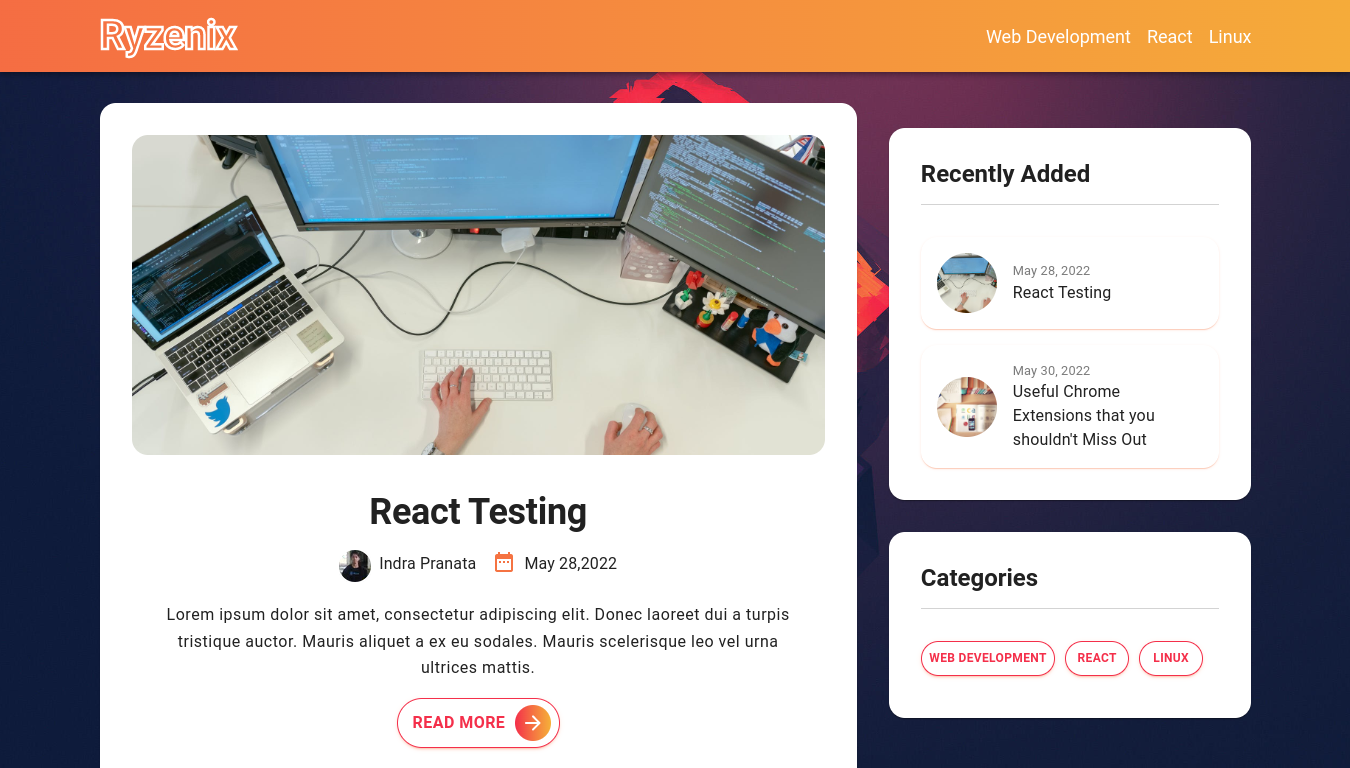 Ryzenix
Web Development React Linux
React Testing
Indra Pranata May 28,2022
Lorem ipsum dolor sit amet, consectetur adipiscing elit. Donec laoreet dui a turpis
tristique auctor. Mauris aliquet a ex eu sodales. Mauris scelerisque leo vel urna
ultrices mattis.
READ MORE
Recently Added
May 28, 2022
React Testing
May 30, 2022
Useful Chrome
Extensions that you
shouldn't Miss Out
Categories
WEB DEVELOPMENT REACT LINUX